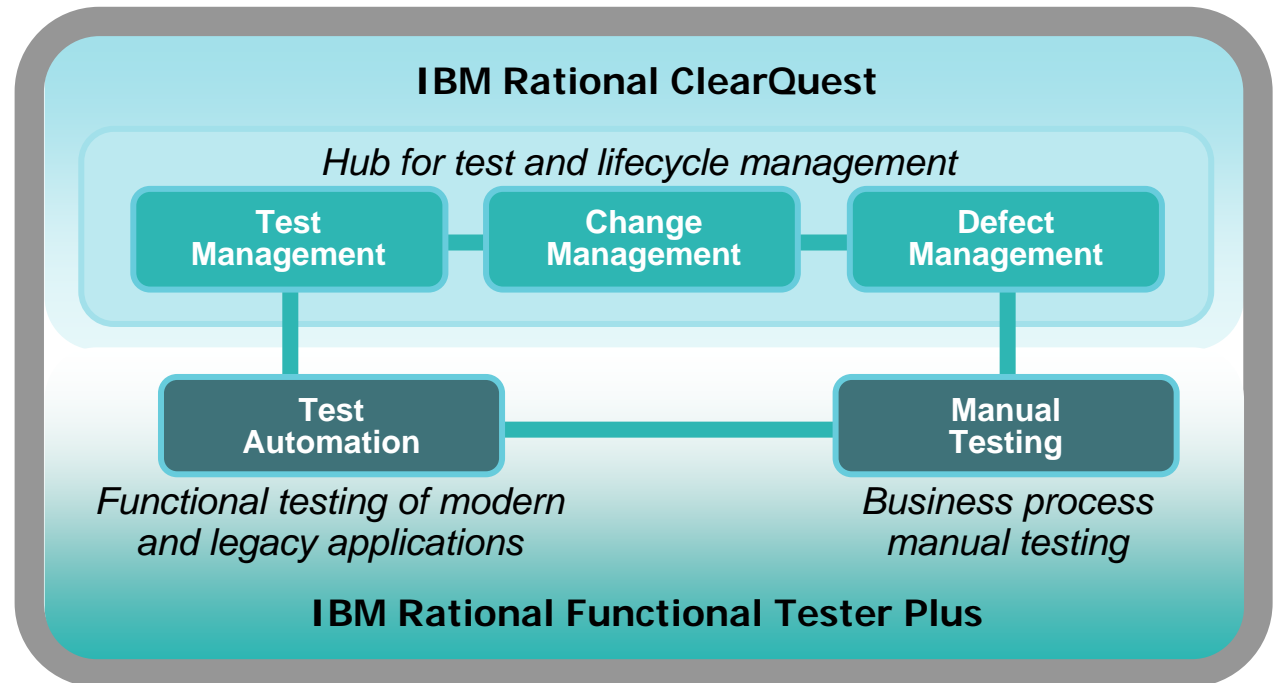 IBM Rational ClearQuest
Hub for test and lifecycle management
Test
Management
Change
Management
Defect
Management
Test
Automation
Manual
Testing
Functional testing of modern
and legacy applications
Business process
manual testing
IBM Rational Functional Tester Plus